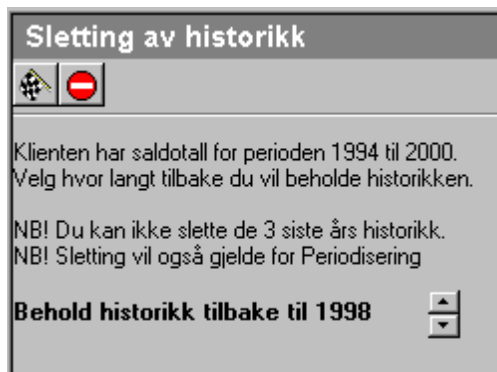 Sletting av historikk
Klienten har saldotall for perioden 1994 til 2000.
Velg hvor langt tilbake du vil beholde historikken.
NB! Du kan ikke slette de 3 siste års historikk.
NB! Sletting vil også gjelde for Periodisering
Behold historikk tilbake til 1998